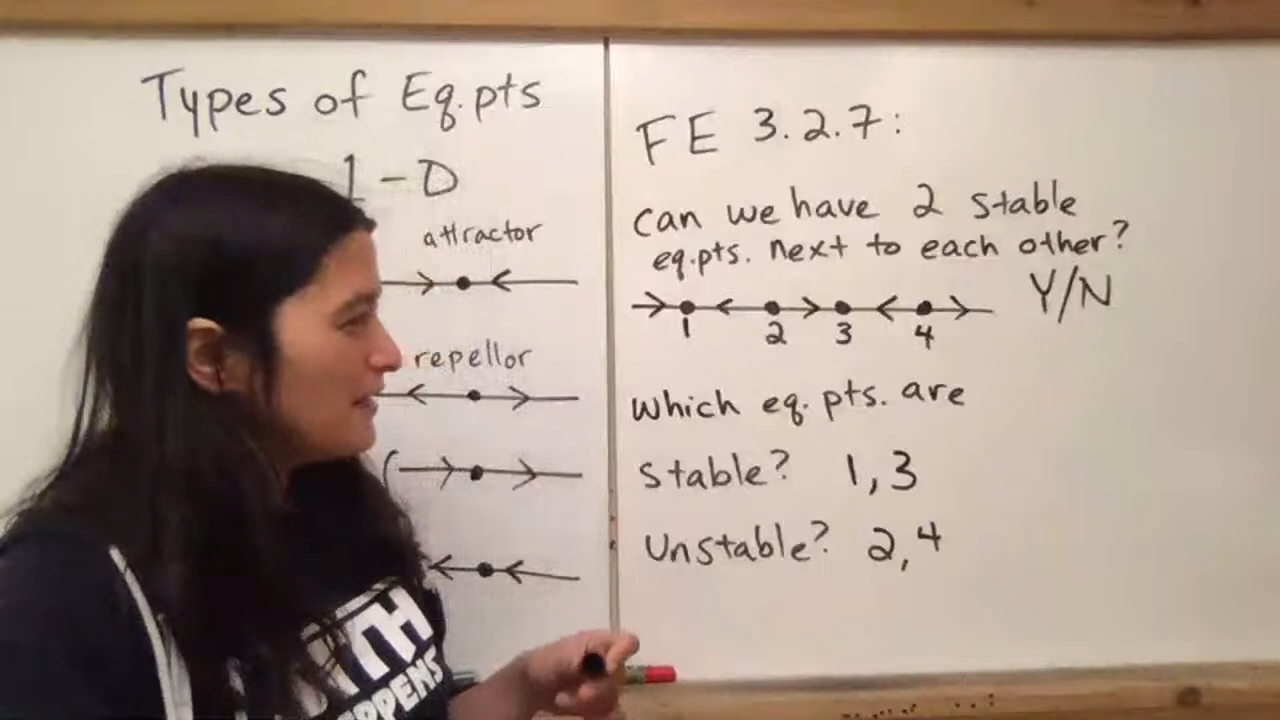 Types of Eq.pts
1-D
attractor
repellor
FE 3.2.7:
Can we have 2 stable
eq.pts. next to each other?
Y/N
1 2 3 4
Which eq. pts. are
Stable? 1,3
Unstable? 2,4